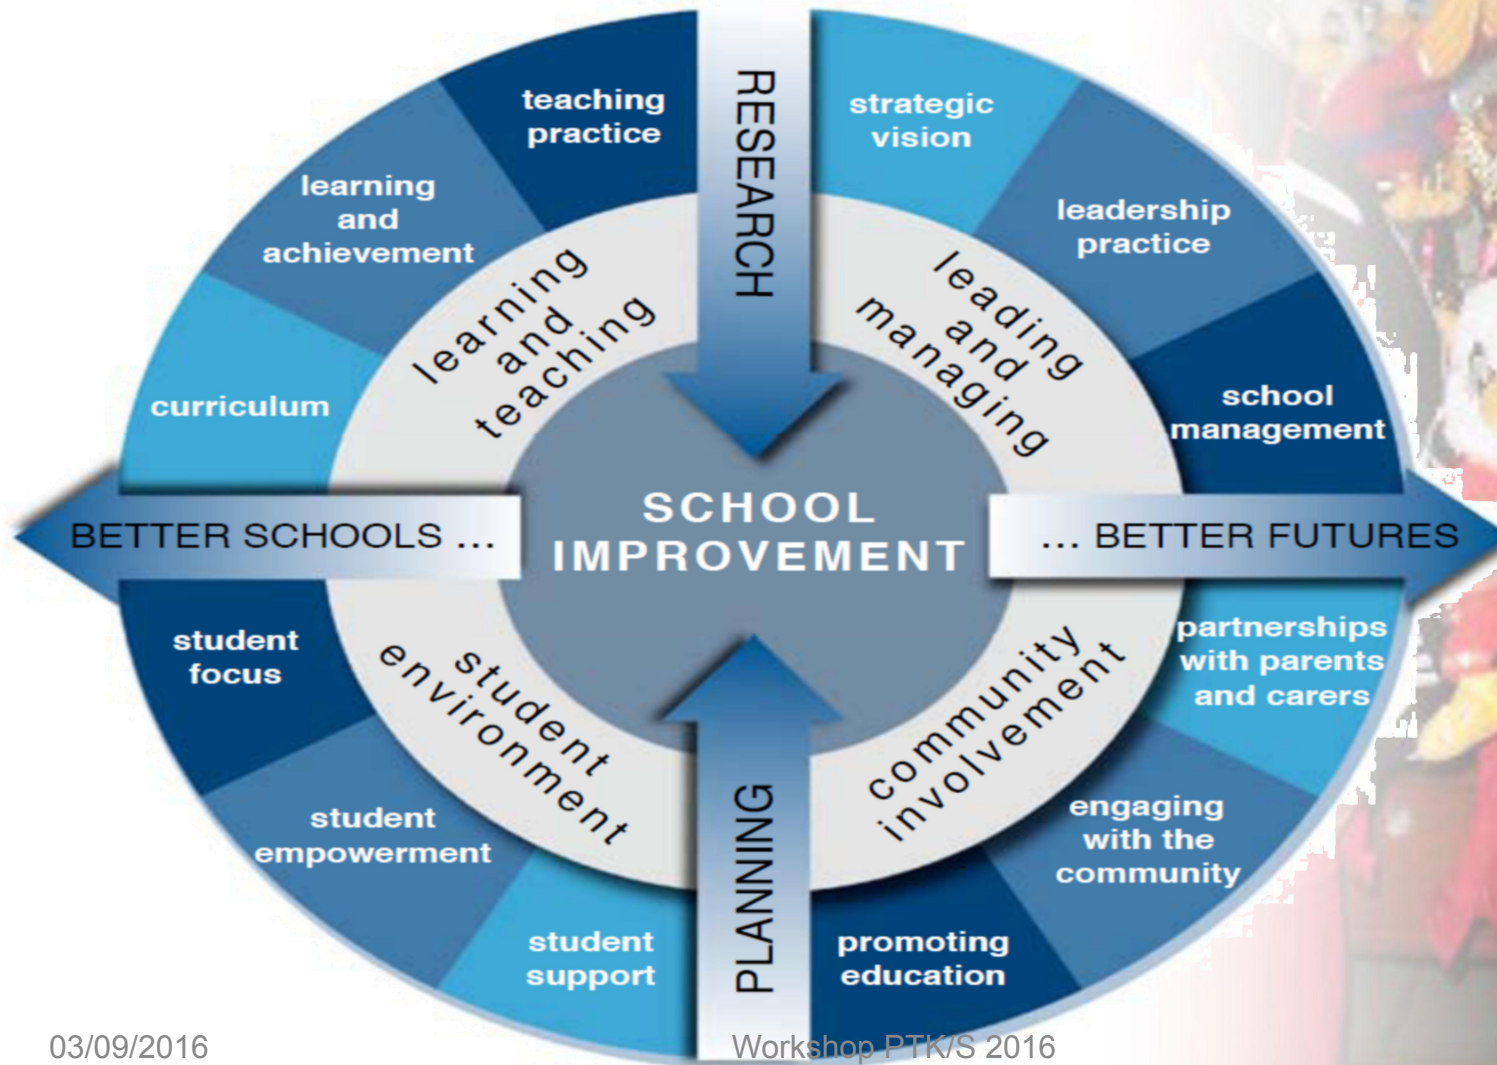 RESEARCH
teaching
practice
strategic
vision
learning
and
achievement
leadership
practice
curriculum
school
management
learning
and
teaching
leading
and
managing
SCHOOL
IMPROVEMENT
BETTER SCHOOLS ...
... BETTER FUTURES
student
focus
student
environment
community
involvement
partnerships
with parents
and carers
student
empowerment
engaging
with the
community
student
support
PLANNING
promoting
education
03/09/2016
Workshop PTK/S 2016